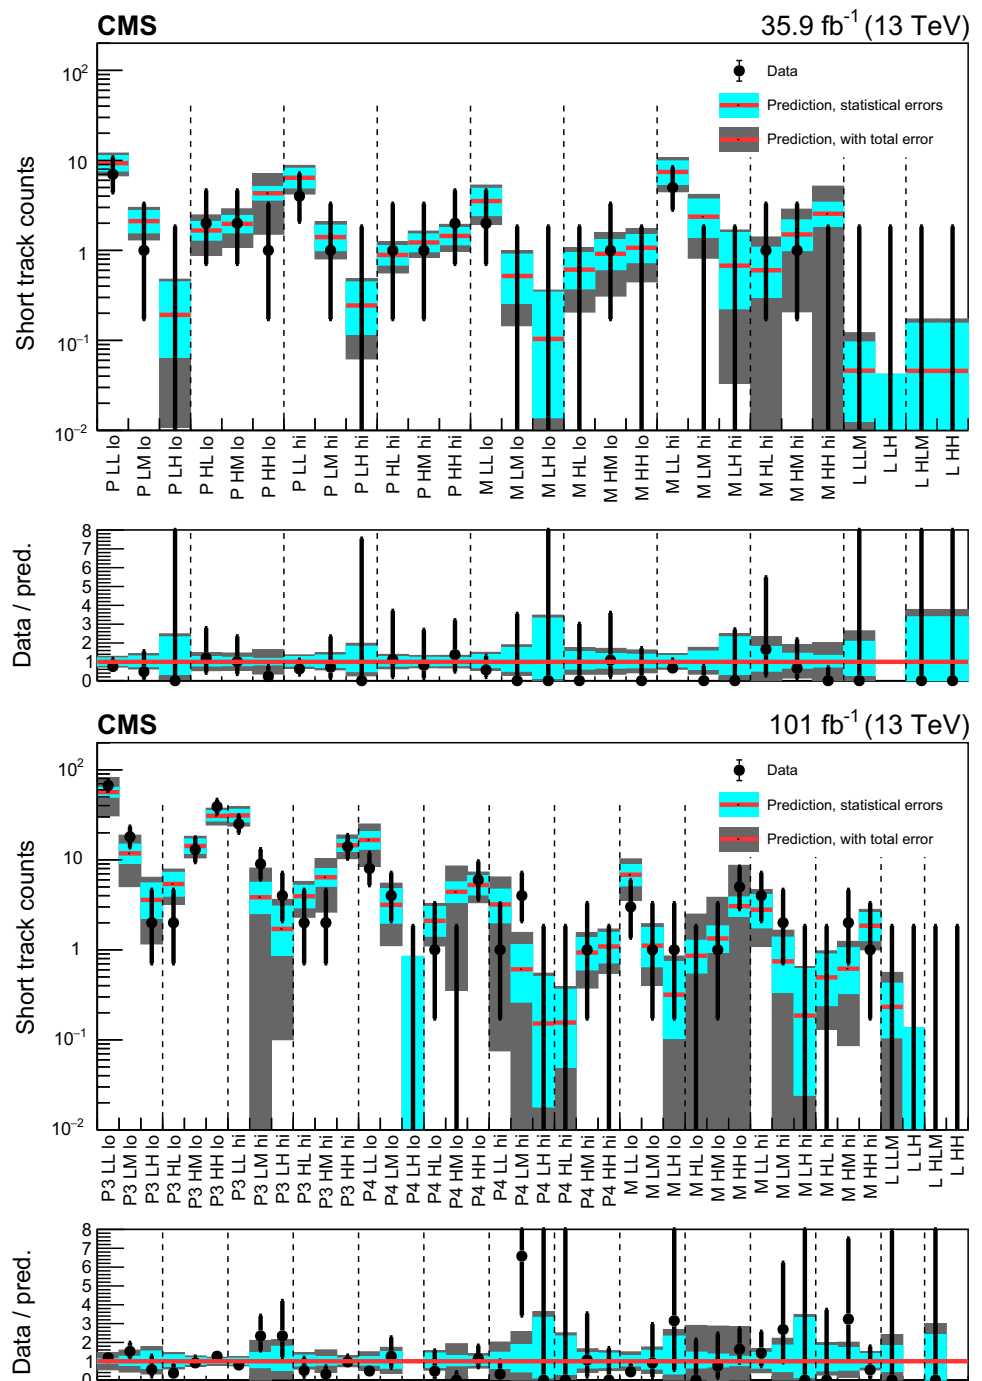 CMS 35.9 fb⁻¹ (13 TeV)
Short track counts
10²
10
1
10⁻¹
10⁻²
Data
Prediction, statistical errors
Prediction, with total error
P LL lo
P LM lo
P LH lo
P HL lo
P HM lo
P HH lo
P LL hi
P LM hi
P LH hi
P HL hi
P HM hi
P HH hi
M LL lo
M LM lo
M LH lo
M HL lo
M HM lo
M HH lo
M LL hi
M LM hi
M LH hi
M HL hi
M HM hi
M HH hi
L LLM
L LH
L HLM
L HH
Data / pred.
8
7
6
5
4
3
2
1
0
CMS 101 fb⁻¹ (13 TeV)
Short track counts
10²
10
1
10⁻¹
10⁻²
Data
Prediction, statistical errors
Prediction, with total error
P3 LL lo
P3 LM lo
P3 LH lo
P3 HL lo
P3 HM lo
P3 HH lo
P3 LL hi
P3 LM hi
P3 LH hi
P3 HL hi
P3 HM hi
P3 HH hi
P4 LL lo
P4 LM lo
P4 LH lo
P4 HL lo
P4 HM lo
P4 HH lo
P4 LL hi
P4 LM hi
P4 LH hi
P4 HL hi
P4 HM hi
P4 HH hi
M LL lo
M LM lo
M LH lo
M HL lo
M HM lo
M HH lo
M LL hi
M LM hi
M LH hi
M HL hi
M HM hi
M HH hi
L LLM
L LH
L HLM
L HH
Data / pred.
8
7
6
5
4
3
2
1
0